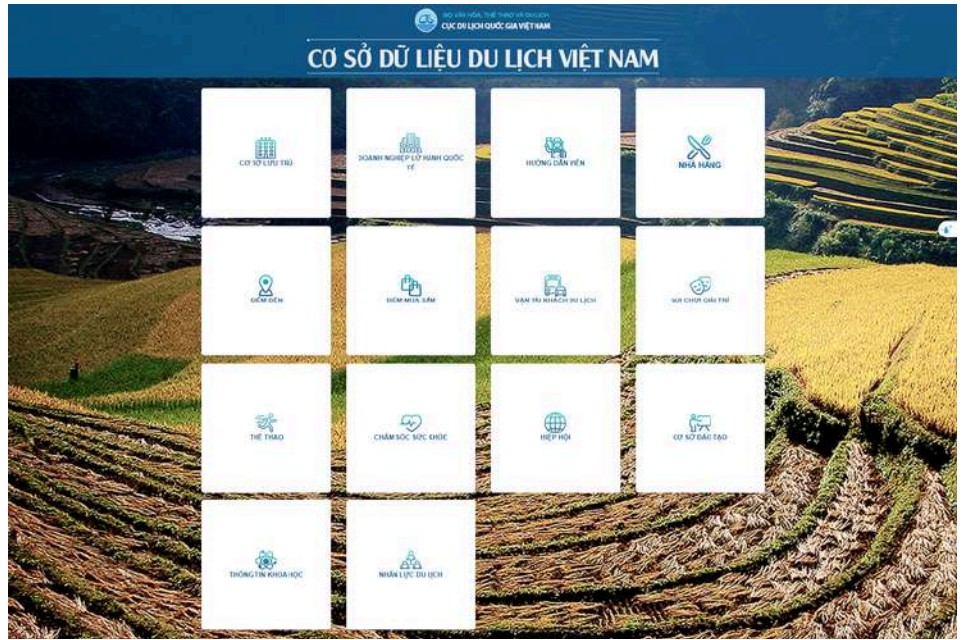 BỘ VĂN HÓA, THỂ THAO VÀ DU LỊCH
CỤC DU LỊCH QUỐC GIA VIỆT NAM
CƠ SỞ DỮ LIỆU DU LỊCH VIỆT NAM
CƠ SỞ LƯU TRÚ
DOANH NGHIỆP LỮ HÀNH QUỐC
TẾ
HƯỚNG DẪN VIÊN
NHÀ HÀNG
ĐIỂM ĐẾN
ĐIỂM MUA SẮM
VẬN TẢI KHÁCH DU LỊCH
VUI CHƠI GIẢI TRÍ
THỂ THAO
CHĂM SÓC SỨC KHỎE
HIỆP HỘI
CƠ SỞ ĐÀO TẠO
THÔNG TIN KHOA HỌC
NHÂN LỰC DU LỊCH